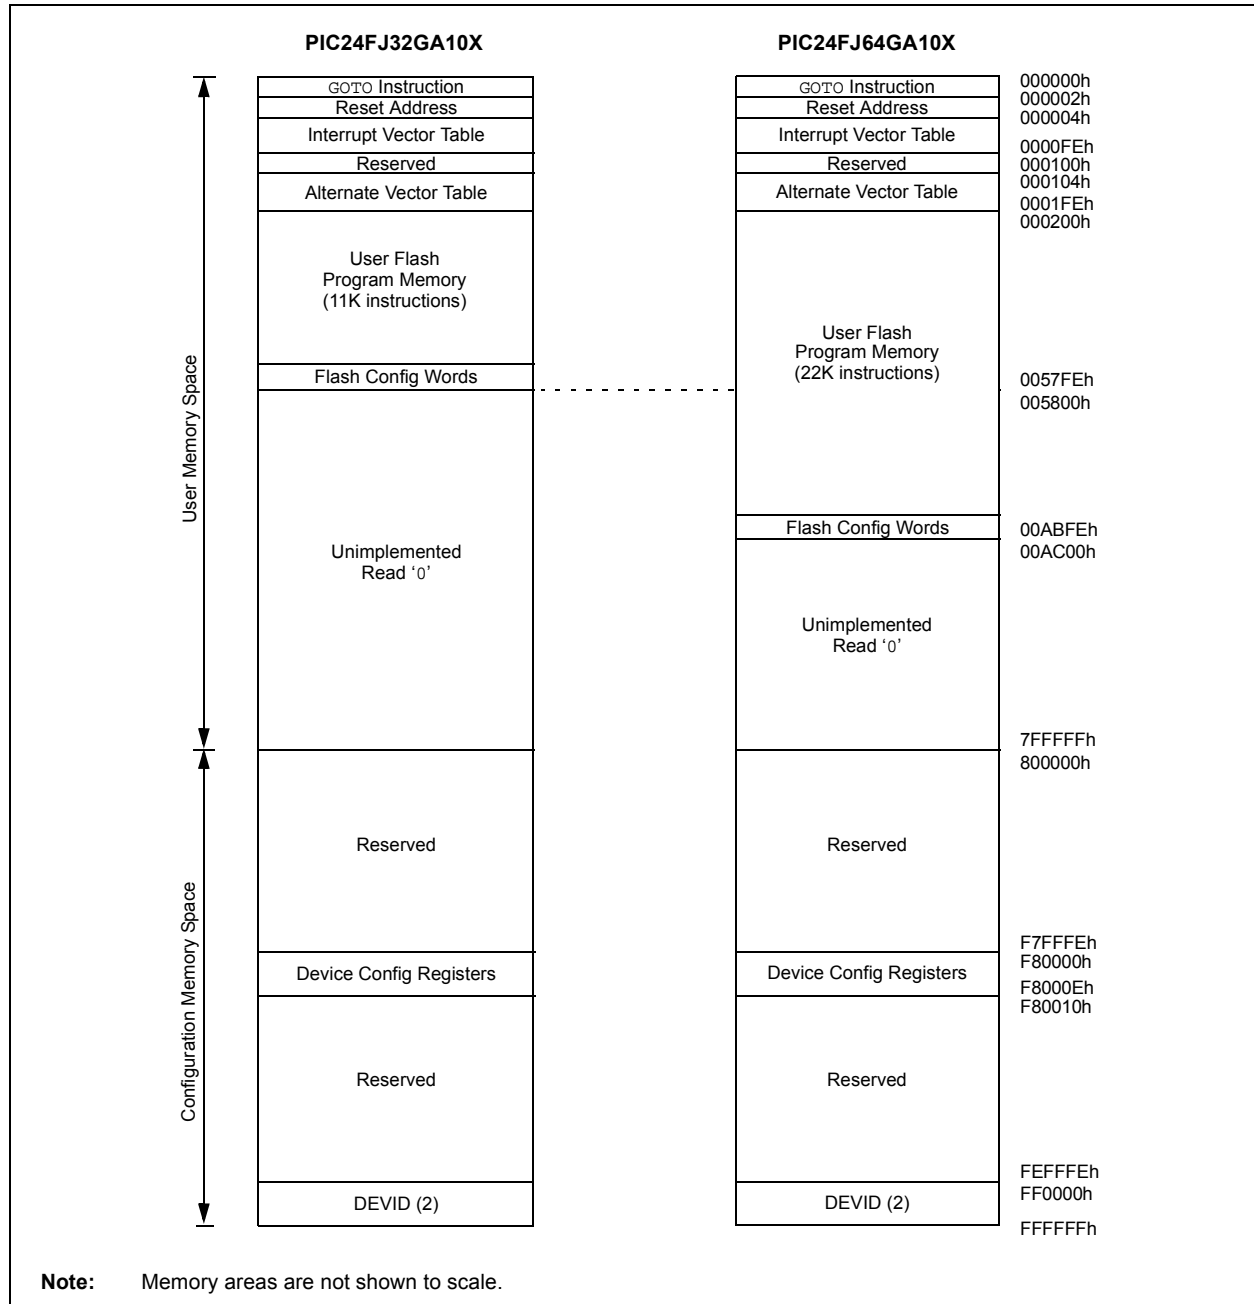 PIC24FJ32GA10X
GOTO Instruction
Reset Address
Interrupt Vector Table
Reserved
Alternate Vector Table
User Flash
Program Memory
(11K instructions)
Flash Config Words
Unimplemented
Read ‘0’
Reserved
Device Config Registers
Reserved
DEVID (2)
User Memory Space
Configuration Memory Space
PIC24FJ64GA10X
GOTO Instruction
Reset Address
Interrupt Vector Table
Reserved
Alternate Vector Table
User Flash
Program Memory
(22K instructions)
Flash Config Words
Unimplemented
Read ‘0’
Reserved
Device Config Registers
Reserved
DEVID (2)
000000h
000002h
000004h
0000FEh
000100h
000104h
0001FEh
000200h
0057FEh
005800h
00ABFEh
00AC00h
7FFFFFh
800000h
F7FFFEh
F80000h
F8000Eh
F80010h
FEFFFEh
FF0000h
FFFFFFh
Note: Memory areas are not shown to scale.